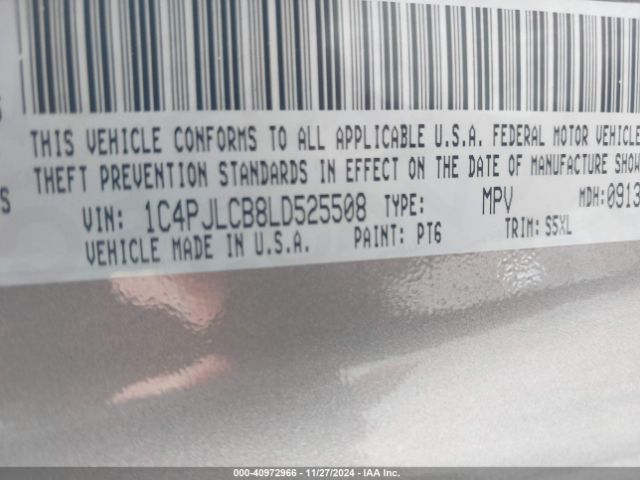 THIS VEHICLE CONFORMS TO ALL APPLICABLE U.S.A. FEDERAL MOTOR VEHICLE
THEFT PREVENTION STANDARDS IN EFFECT ON THE DATE OF MANUFACTURE SHOW
S VIN: 1C4PJLCB8LD525508 TYPE: MPV MDH: 0913
VEHICLE MADE IN U.S.A. PAINT: PT6 TRIM: S5XL
000-40972966 — 11/27/2024 — IAA Inc.